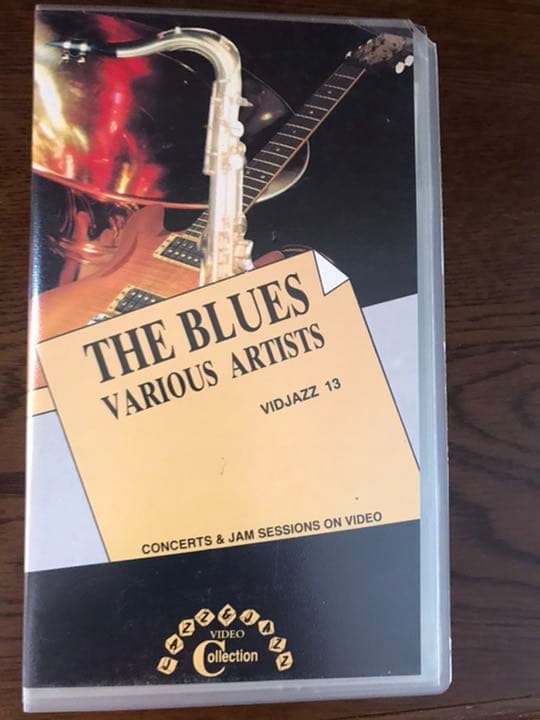 THE BLUES
VARIOUS ARTISTS
VIDJAZZ 13
CONCERTS & JAM SESSIONS ON VIDEO
JAZZ&JAZZ
VIDEO
Collection